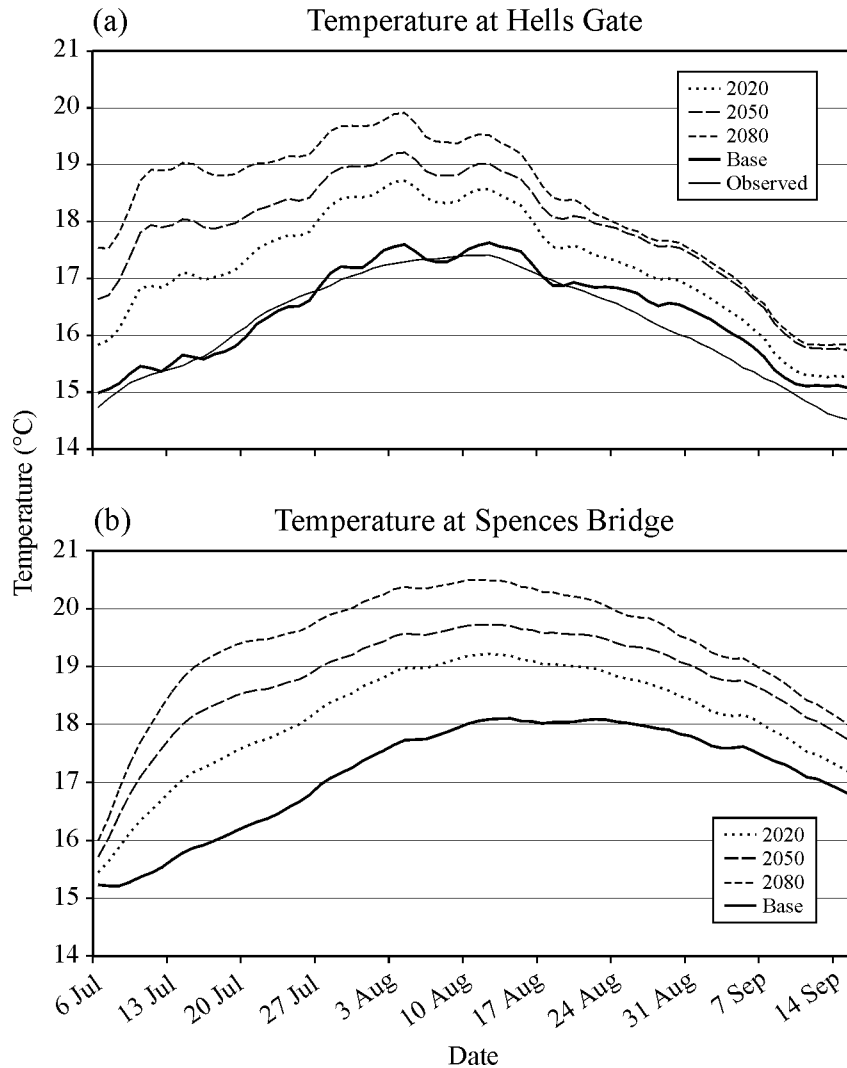 (a) Temperature at Hells Gate
21
20
19
18
17
16
15
14
2020
2050
2080
Base
Observed
Temperature (°C)
(b) Temperature at Spences Bridge
21
20
19
18
17
16
15
14
2020
2050
2080
Base
6 Jul
13 Jul
20 Jul
27 Jul
3 Aug
10 Aug
17 Aug
24 Aug
31 Aug
7 Sep
14 Sep
Date